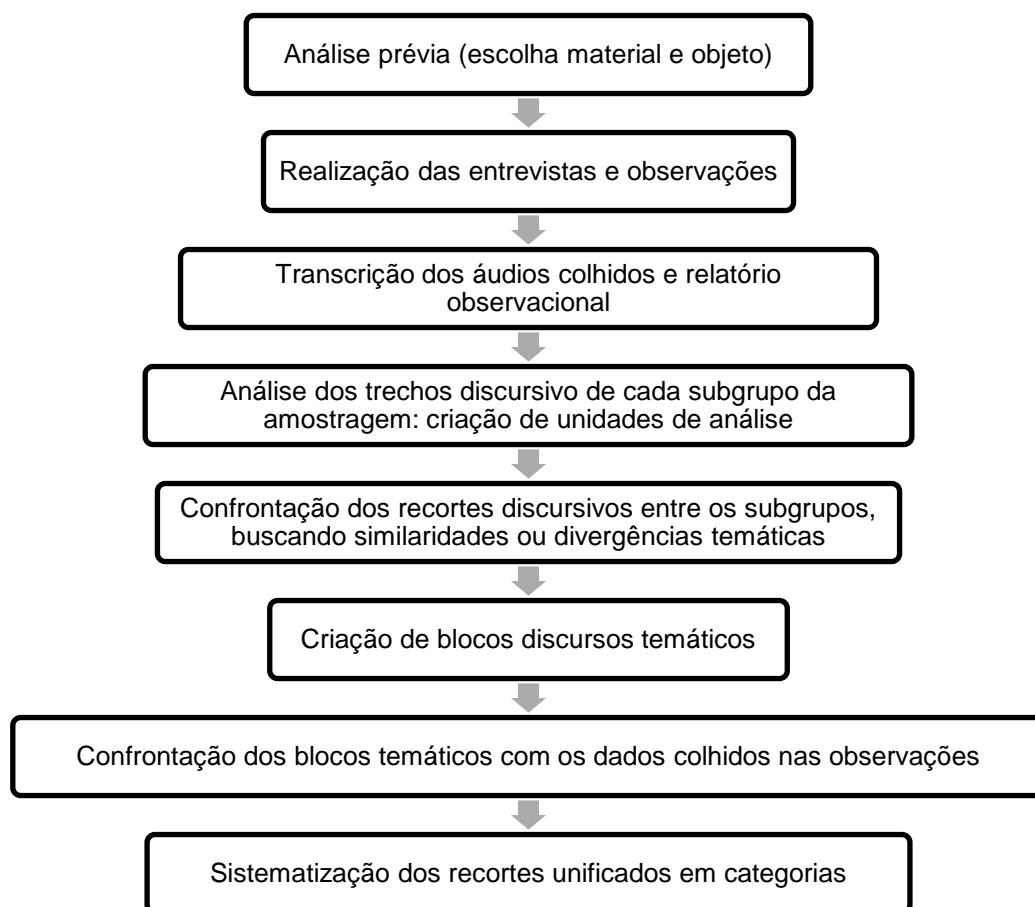 Análise prévia (escolha material e objeto)
Realização das entrevistas e observações
Transcrição dos áudios colhidos e relatório
observacional
Análise dos trechos discursivo de cada subgrupo da
amostragem: criação de unidades de análise
Confrontação dos recortes discursivos entre os subgrupos,
buscando similaridades ou divergências temáticas
Criação de blocos discursos temáticos
Confrontação dos blocos temáticos com os dados colhidos nas observações
Sistematização dos recortes unificados em categorias